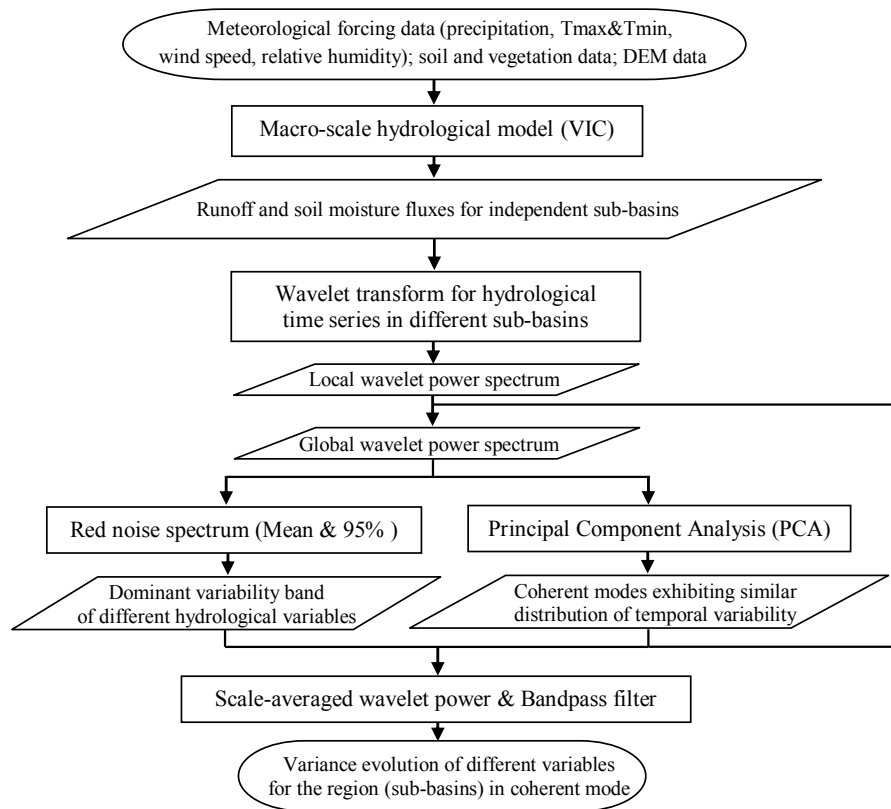 Meteorological forcing data (precipitation, Tmax&Tmin,
wind speed, relative humidity); soil and vegetation data; DEM data
Macro-scale hydrological model (VIC)
Runoff and soil moisture fluxes for independent sub-basins
Wavelet transform for hydrological
time series in different sub-basins
Local wavelet power spectrum
Global wavelet power spectrum
Red noise spectrum (Mean & 95% )
Principal Component Analysis (PCA)
Dominant variability band
of different hydrological variables
Coherent modes exhibiting similar
distribution of temporal variability
Scale-averaged wavelet power & Bandpass filter
Variance evolution of different variables
for the region (sub-basins) in coherent mode